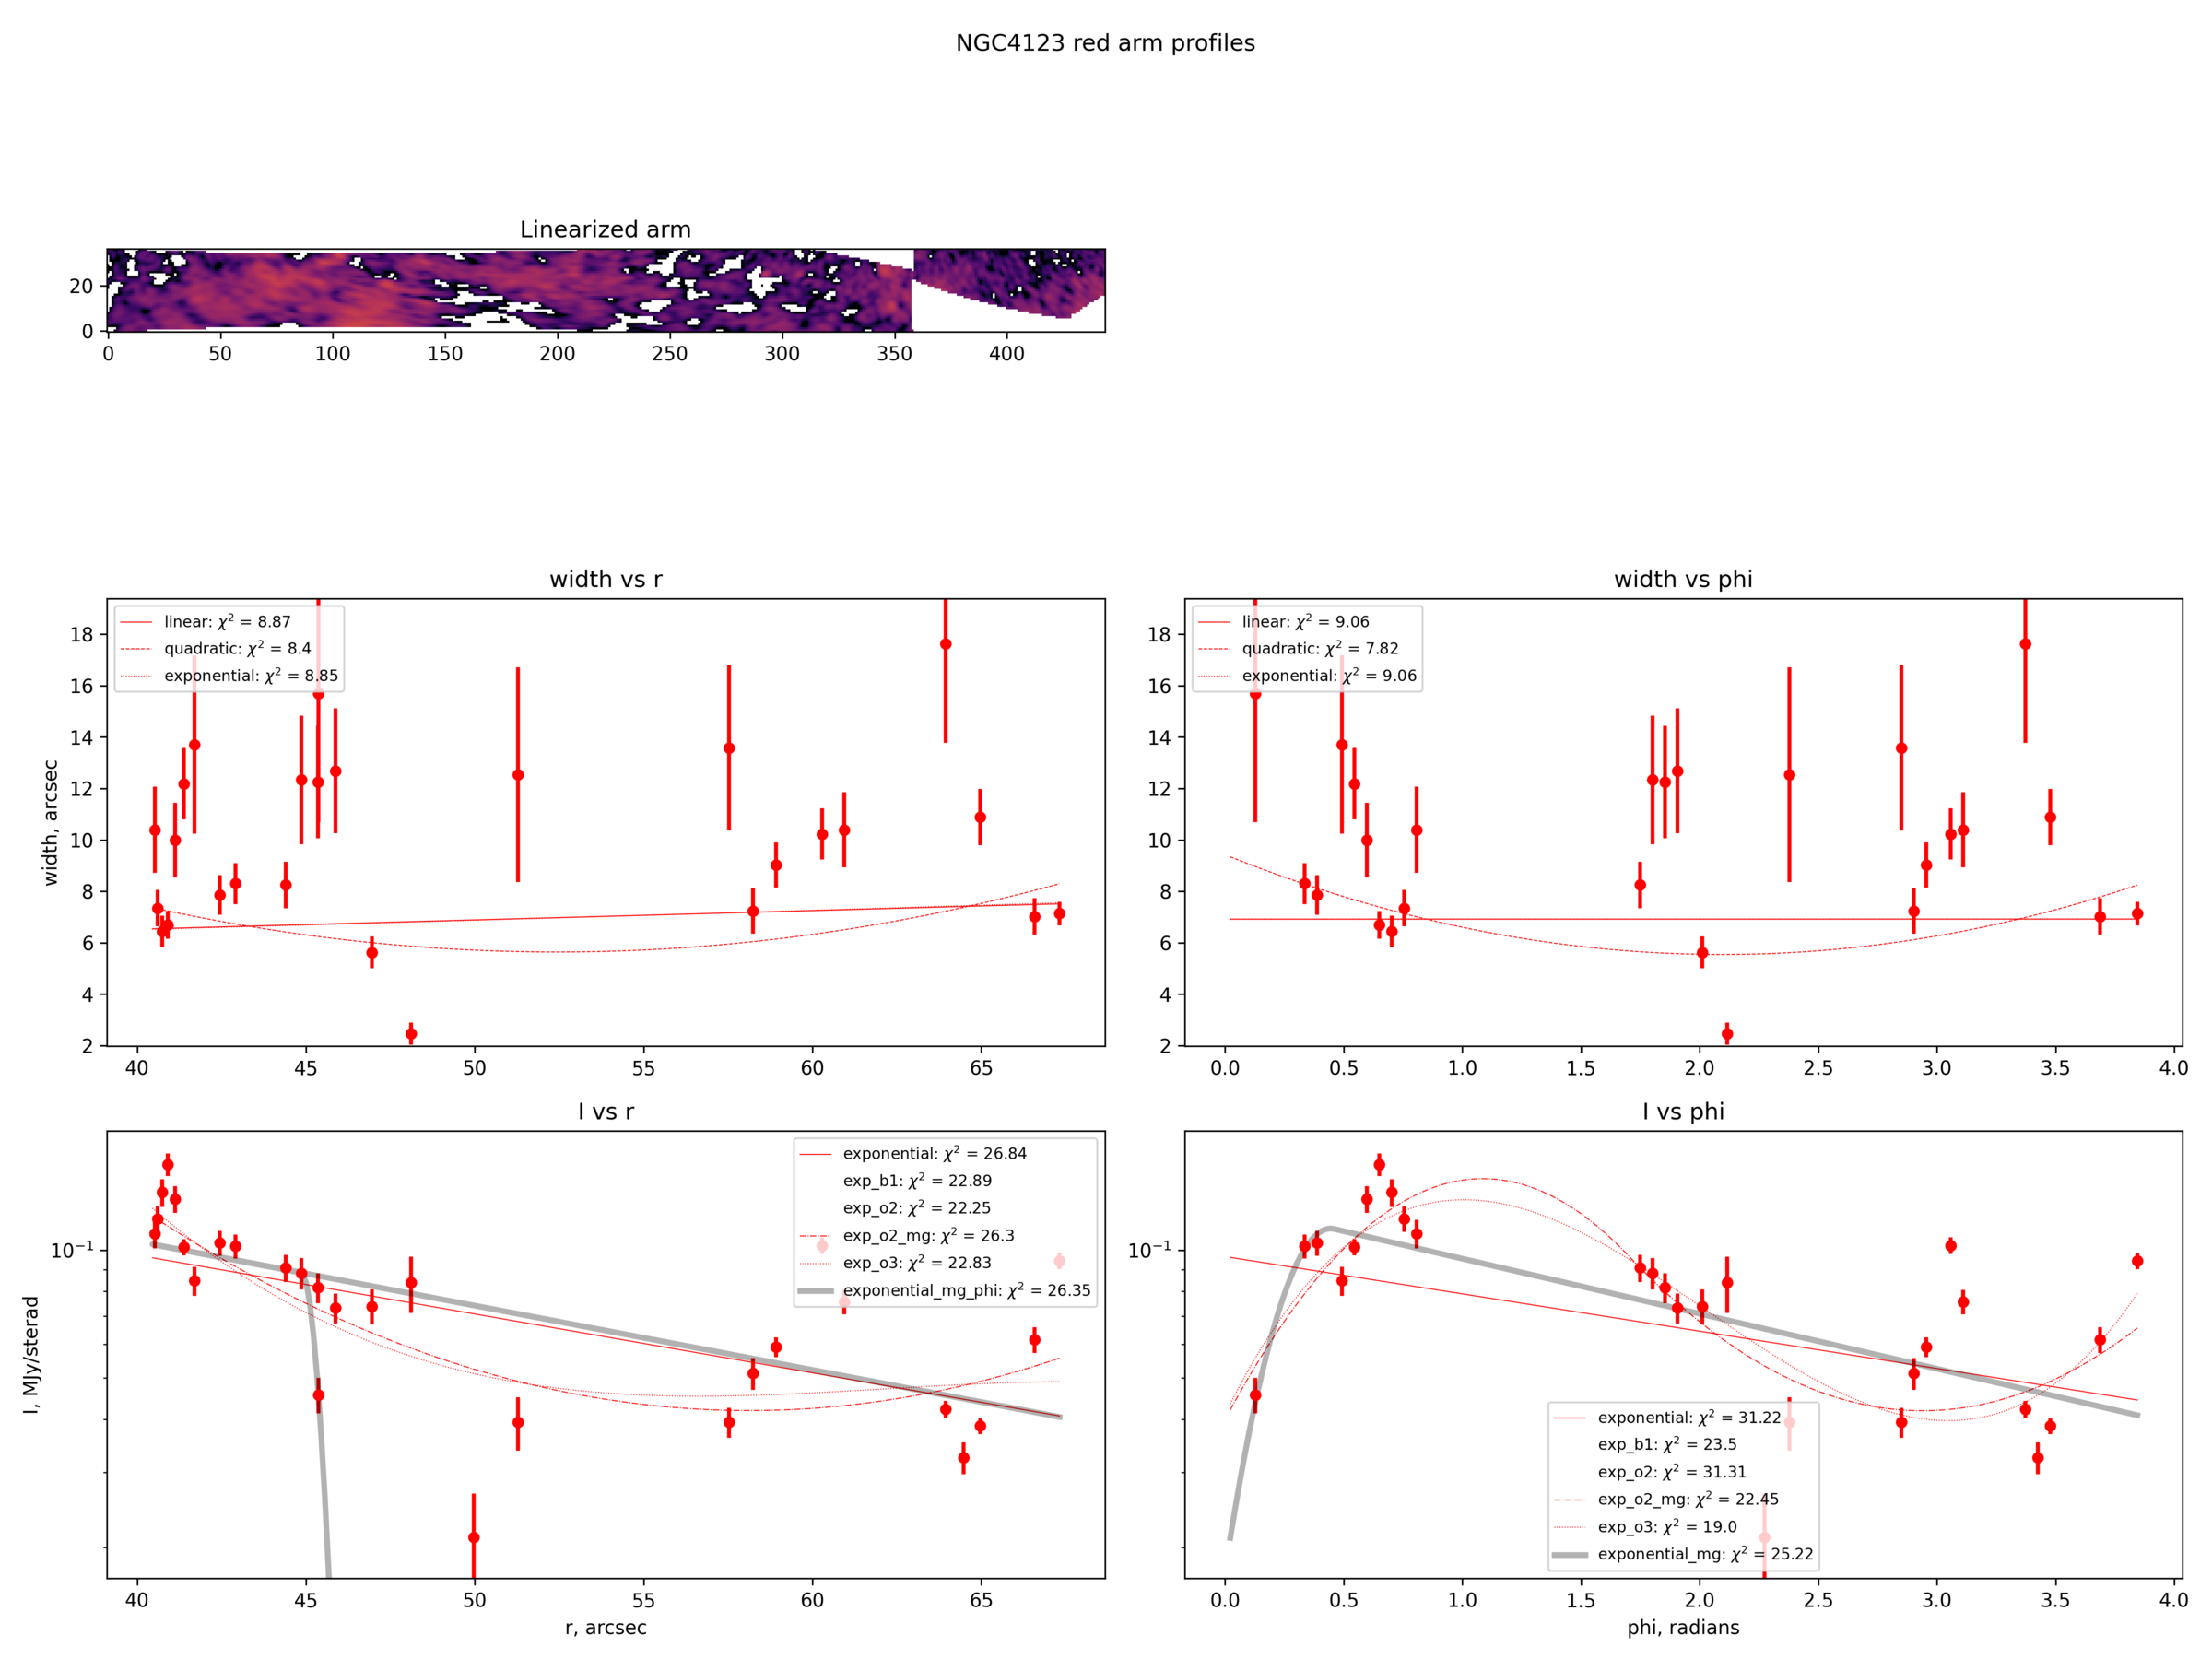 NGC4123 red arm profiles
Linearized arm
20
0
0 50 100 150 200 250 300 350 400
width vs r
linear: χ² = 8.87
quadratic: χ² = 8.4
exponential: χ² = 8.85
width, arcsec
18
16
14
12
10
8
6
4
2
40 45 50 55 60 65
width vs phi
linear: χ² = 9.06
quadratic: χ² = 7.82
exponential: χ² = 9.06
18
16
14
12
10
8
6
4
2
0.0 0.5 1.0 1.5 2.0 2.5 3.0 3.5 4.0
I vs r
exponential: χ² = 26.84
exp_b1: χ² = 22.89
exp_o2: χ² = 22.25
exp_o2_mg: χ² = 26.3
exp_o3: χ² = 22.83
exponential_mg_phi: χ² = 26.35
I, MJy/sterad
10⁻¹
40 45 50 55 60 65
r, arcsec
I vs phi
10⁻¹
exponential: χ² = 31.22
exp_b1: χ² = 23.5
exp_o2: χ² = 31.31
exp_o2_mg: χ² = 22.45
exp_o3: χ² = 19.0
exponential_mg: χ² = 25.22
0.0 0.5 1.0 1.5 2.0 2.5 3.0 3.5 4.0
phi, radians